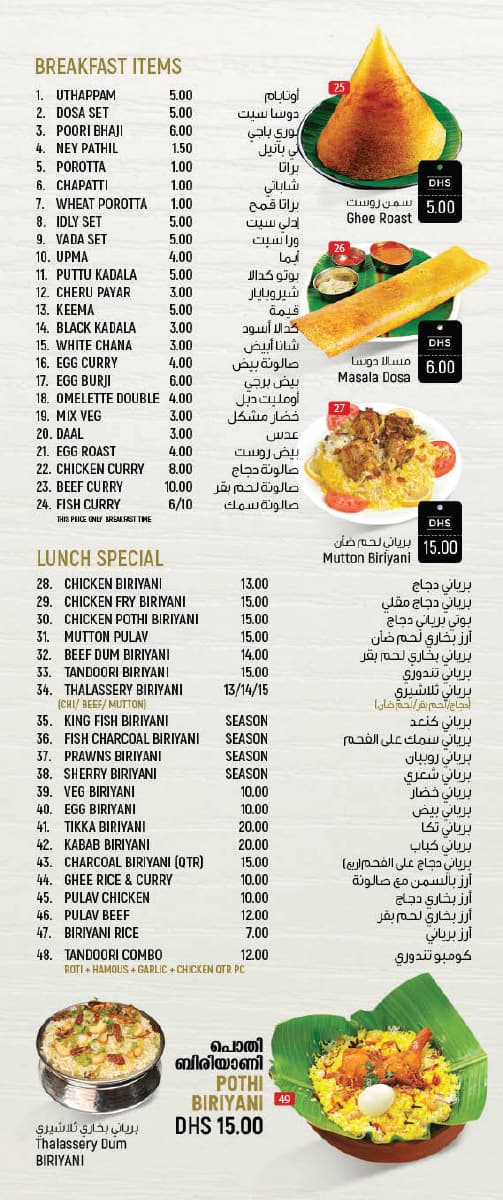 BREAKFAST ITEMS
1. UTHAPPAM 5.00 أوتابام
2. DOSA SET 5.00 دوسا سيت
3. POORI BHAJI 6.00 بوري باجي
4. NEY PATHIL 1.50
5. POROTTA 1.00 براتا
6. CHAPATTI 1.00 شاباتي
7. WHEAT POROTTA 1.00 براتا قمح
8. IDLY SET 5.00 إدلي سيت
9. VADA SET 5.00 ورا سيت
10. UPMA 4.00 أبما
11. PUTTU KADALA 5.00 بوتو كدالا
12. CHERU PAYAR 3.00 شيروبايار
13. KEEMA 5.00 قيمة
14. BLACK KADALA 3.00 كدالا أسود
15. WHITE CHANA 3.00 شانا أبيض
16. EGG CURRY 4.00 صالونة بيض
17. EGG BURJI 6.00 بيض برجي
18. OMELETTE DOUBLE 4.00 أومليت دبل
19. MIX VEG 3.00 خضار مشكل
20. DAAL 3.00 عدس
21. EGG ROAST 4.00 بيض روست
22. CHICKEN CURRY 8.00 صالونة دجاج
23. BEEF CURRY 10.00 صالونة لحم بقر
24. FISH CURRY 6/10 صالونة سمك
THIS PRICE ONLY BREAKFAST TIME
25
سمن روست
Ghee Roast
DHS
5.00
26
مسالا دوسا
Masala Dosa
DHS
6.00
27
برياني لحم ضأن
Mutton Biriyani
DHS
15.00
LUNCH SPECIAL
28. CHICKEN BIRIYANI 13.00 برياني دجاج
29. CHICKEN FRY BIRIYANI 15.00 برياني دجاج مقلي
30. CHICKEN POTHI BIRIYANI 15.00 بوتي برياني دجاج
31. MUTTON PULAV 15.00 أرز بخاري لحم ضأن
32. BEEF DUM BIRIYANI 14.00 برياني بخاري لحم بقر
33. TANDOORI BIRIYANI 15.00 برياني تندوري
34. THALASSERY BIRIYANI 13/14/15 برياني ثلاشيري
(CHI/ BEEF/ MUTTON) (دجاج/لحم بقر/لحم ضأن)
35. KING FISH BIRIYANI SEASON برياني كنعد
36. FISH CHARCOAL BIRIYANI SEASON برياني سمك على الفحم
37. PRAWNS BIRIYANI SEASON برياني روبيان
38. SHERRY BIRIYANI SEASON برياني شعري
39. VEG BIRIYANI 10.00 برياني خضار
40. EGG BIRIYANI 10.00 برياني بيض
41. TIKKA BIRIYANI 20.00 برياني تكا
42. KABAB BIRIYANI 20.00 برياني كباب
43. CHARCOAL BIRIYANI (QTR) 15.00 برياني دجاج على الفحم (ربع)
44. GHEE RICE & CURRY 10.00 أرز بالسمن مع صالونة
45. PULAV CHICKEN 10.00 أرز بخاري دجاج
46. PULAV BEEF 12.00 أرز بخاري لحم بقر
47. BIRIYANI RICE 7.00 أرز برياني
48. TANDOORI COMBO 12.00 كومبو تندوري
ROTI + HAMOUS + GARLIC + CHICKEN QTR PC
برياني بخاري ثلاشيري
Thalassery Dum
BIRIYANI
പൊതി
ബിരിയാണി
POTHI
BIRIYANI
DHS 15.00
49